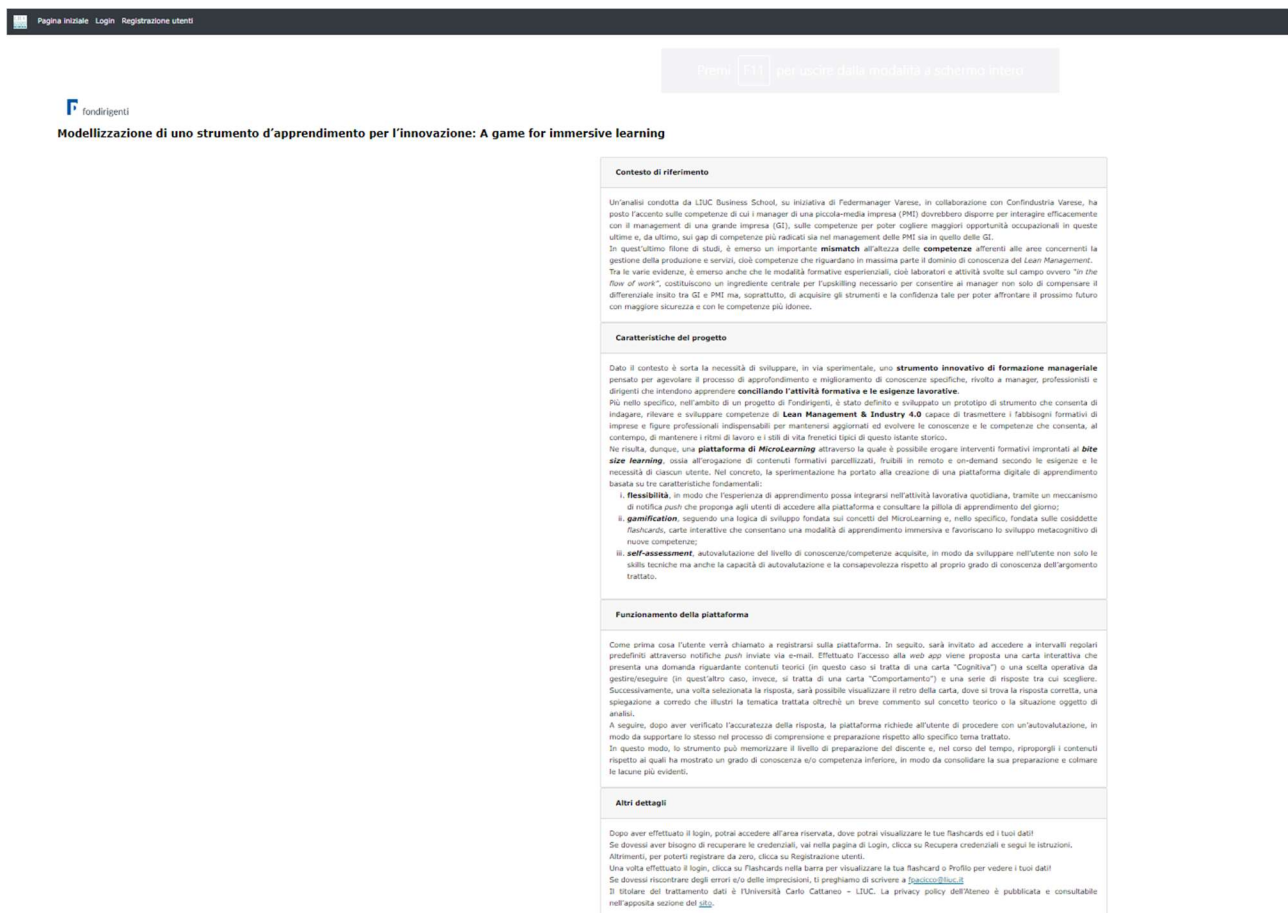 Pagina iniziale Login Registrazione utenti
Premi F11 per uscire dalla modalità a schermo intero
fondirigenti
Modellizzazione di uno strumento d'apprendimento per l'innovazione: A game for immersive learning
Contesto di riferimento
Un'analisi condotta da LIUC Business School, su iniziativa di Federmanager Varese, in collaborazione con Confindustria Varese, ha
posto l'accento sulle competenze di cui i manager di una piccola-media impresa (PMI) dovrebbero disporre per interagire efficacemente
con il management di una grande impresa (GI), sulle competenze per poter cogliere maggiori opportunità occupazionali in queste
ultime e, da ultimo, sui gap di competenze più radicati sia nel management delle PMI sia in quello delle GI.
In quest'ultimo filone di studi, è emerso un importante mismatch all'altezza delle competenze afferenti alle aree concernenti la
gestione della produzione e servizi, cioè competenze che riguardano in massima parte il dominio di conoscenza del Lean Management.
Tra le varie evidenze, è emerso anche che le modalità formative esperienziali, cioè laboratori e attività svolte sul campo ovvero "in the
flow of work", costituiscono un ingrediente centrale per l'upskilling necessario per consentire ai manager non solo di compensare il
differenziale insito tra GI e PMI ma, soprattutto, di acquisire gli strumenti e la confidenza tale per poter affrontare il prossimo futuro
con maggiore sicurezza e con le competenze più idonee.
Caratteristiche del progetto
Dato il contesto è sorta la necessità di sviluppare, in via sperimentale, uno strumento innovativo di formazione manageriale
pensato per agevolare il processo di approfondimento e miglioramento di conoscenze specifiche, rivolto a manager, professionisti e
dirigenti che intendono apprendere conciliando l'attività formativa e le esigenze lavorative.
Più nello specifico, nell'ambito di un progetto di Fondirigenti, è stato definito e sviluppato un prototipo di strumento che consenta di
indagare, rilevare e sviluppare competenze di Lean Management & Industry 4.0 capace di trasmettere i fabbisogni formativi di
imprese e figure professionali indispensabili per mantenersi aggiornati ed evolvere le conoscenze e le competenze che consenta, al
contempo, di mantenere i ritmi di lavoro e i stili di vita frenetici tipici di questo istante storico.
Ne risulta, dunque, una piattaforma di MicroLearning attraverso la quale è possibile erogare interventi formativi improntati al bite
size learning, ossia all'erogazione di contenuti formativi parcellizzati, fruibili in remoto e on-demand secondo le esigenze e le
necessità di ciascun utente. Nel concreto, la sperimentazione ha portato alla creazione di una piattaforma digitale di apprendimento
basata su tre caratteristiche fondamentali:
i. flessibilità, in modo che l'esperienza di apprendimento possa integrarsi nell'attività lavorativa quotidiana, tramite un meccanismo
di notifica push che proponga agli utenti di accedere alla piattaforma e consultare la pillola di apprendimento del giorno;
ii. gamification, seguendo una logica di sviluppo fondata sui concetti del MicroLearning e, nello specifico, fondata sulle cosiddette
flashcards, carte interattive che consentano una modalità di apprendimento immersiva e favoriscano lo sviluppo metacognitivo di
nuove competenze;
iii. self-assessment, autovalutazione del livello di conoscenze/competenze acquisite, in modo da sviluppare nell'utente non solo le
skills tecniche ma anche la capacità di autovalutazione e la consapevolezza rispetto al proprio grado di conoscenza dell'argomento
trattato.
Funzionamento della piattaforma
Come prima cosa l'utente verrà chiamato a registrarsi sulla piattaforma. In seguito, sarà invitato ad accedere a intervalli regolari
predefiniti attraverso notifiche push inviate via e-mail. Effettuato l'accesso alla web app viene proposta una carta interattiva che
presenta una domanda riguardante contenuti teorici (in questo caso si tratta di una carta "Cognitiva") o una scelta operativa da
gestire/eseguire (in quest'altro caso, invece, si tratta di una carta "Comportamento") e una serie di risposte tra cui scegliere.
Successivamente, una volta selezionata la risposta, sarà possibile visualizzare il retro della carta, dove si trova la risposta corretta, una
spiegazione a corredo che illustri la tematica trattata oltreché un breve commento sul concetto teorico o la situazione oggetto di
analisi.
A seguire, dopo aver verificato l'accuratezza della risposta, la piattaforma richiede all'utente di procedere con un'autovalutazione, in
modo da supportare lo stesso nel processo di comprensione e preparazione rispetto allo specifico tema trattato.
In questo modo, lo strumento può memorizzare il livello di preparazione del discente e, nel corso del tempo, riproporgli i contenuti
rispetto ai quali ha mostrato un grado di conoscenza e/o competenza inferiore, in modo da consolidare la sua preparazione e colmare
le lacune più evidenti.
Altri dettagli
Dopo aver effettuato il login, potrai accedere all'area riservata, dove potrai visualizzare le tue flashcards ed i tuoi dati!
Se dovessi aver bisogno di recuperare le credenziali, vai nella pagina di Login, clicca su Recupera credenziali e segui le istruzioni.
Altrimenti, per poterti registrare da zero, clicca su Registrazione utenti.
Una volta effettuato il login, clicca su Flashcards nella barra per visualizzare la tua flashcard o Profilo per vedere i tuoi dati!
Se dovessi riscontrare degli errori e/o delle imprecisioni, ti preghiamo di scrivere a fpacicco@liuc.it
Il titolare del trattamento dati è l'Università Carlo Cattaneo – LIUC. La privacy policy dell'Ateneo è pubblicata e consultabile
nell'apposita sezione del sito.